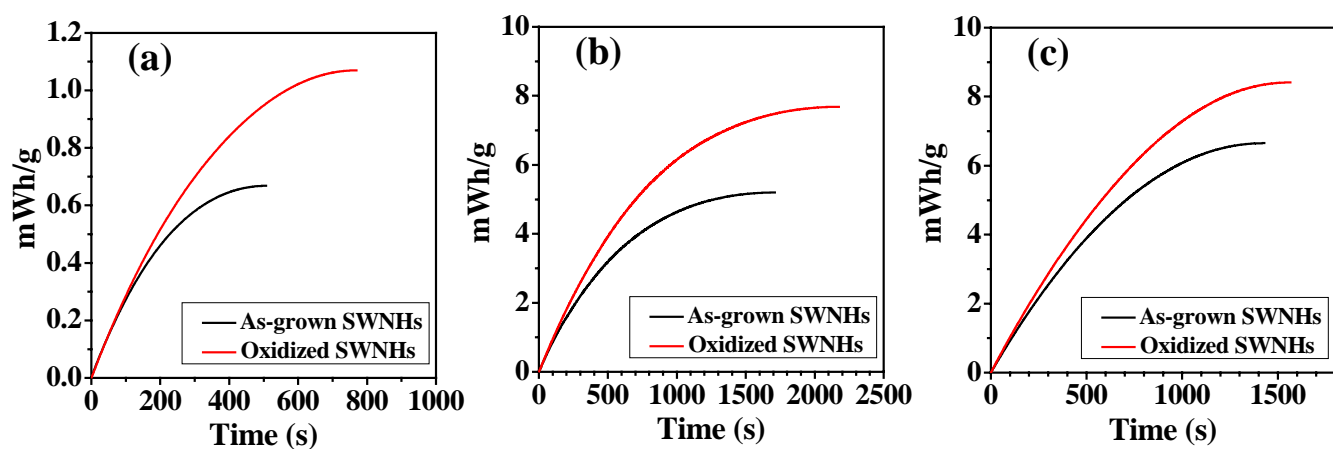 (a)
mWh/g
1.2
1.0
0.8
0.6
0.4
0.2
0.0
As-grown SWNHs
Oxidized SWNHs
0 200 400 600 800 1000
Time (s)
(b)
mWh/g
10
8
6
4
2
0
As-grown SWNHs
Oxidized SWNHs
0 500 1000 1500 2000 2500
Time (s)
(c)
mWh/g
10
8
6
4
2
0
As-grown SWNHs
Oxidized SWNHs
0 500 1000 1500
Time (s)